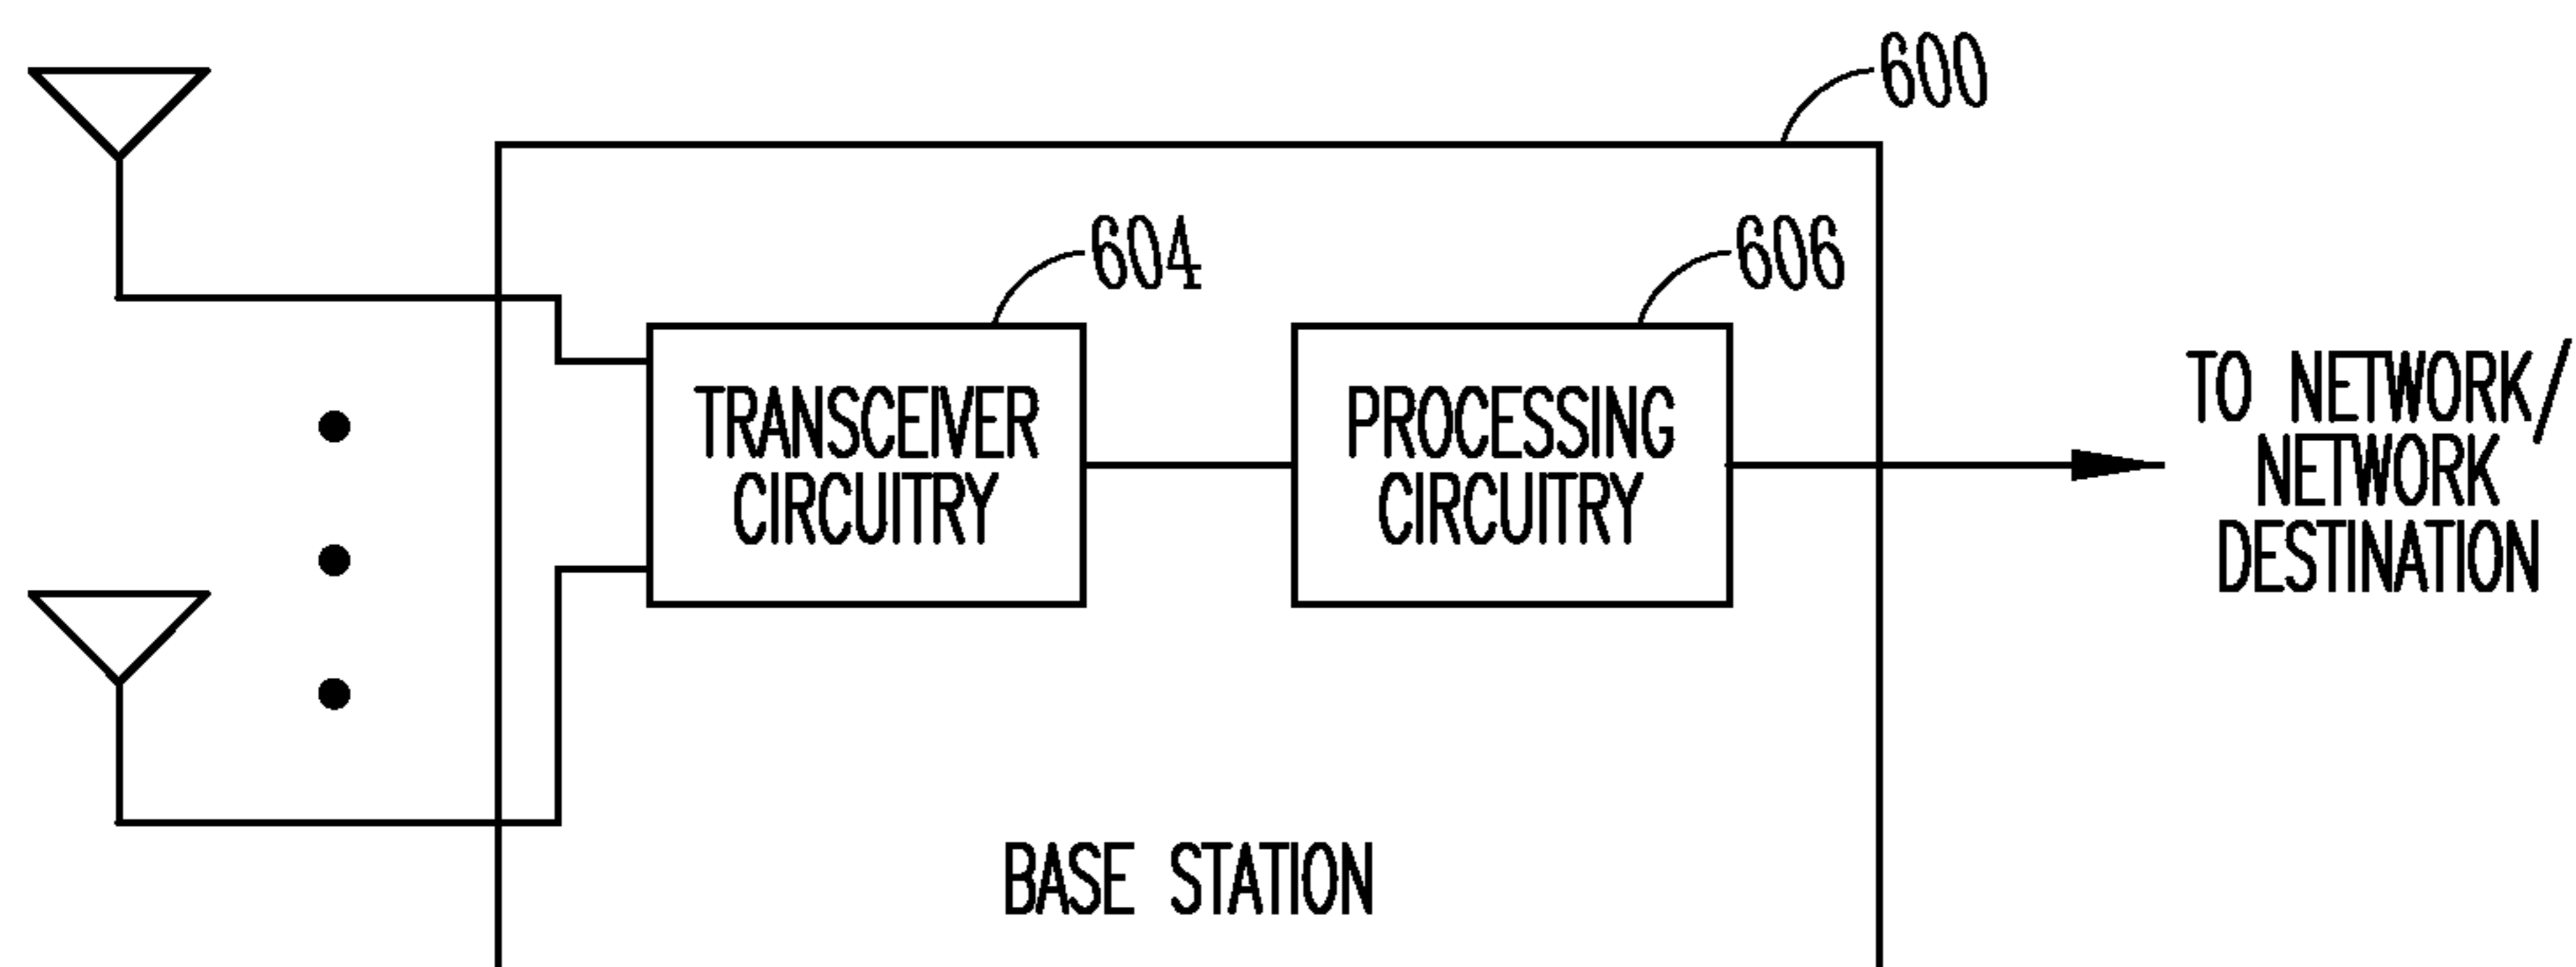 600
604
606
TRANSCEIVER
CIRCUITRY
PROCESSING
CIRCUITRY
TO NETWORK/
NETWORK
DESTINATION
BASE STATION